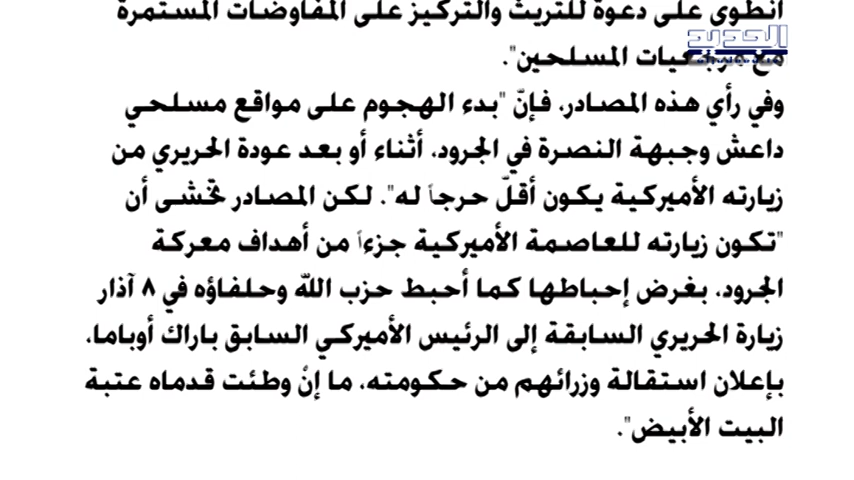 انطوى على دعوة للتريث والتركيز على المفاوضات المستمرة
الجديد
مع مرجعيات المسلحين".
وفي رأي هذه المصادر، فإنّ "بدء الهجوم على مواقع مسلحي
داعش وجبهة النصرة في الجرود، أثناء أو بعد عودة الحريري من
زيارته الأميركية يكون أقلّ حرجاً له". لكن المصادر تخشى أن
"تكون زيارته للعاصمة الأميركية جزءاً من أهداف معركة
الجرود، بغرض إحباطها كما أحبط حزب الله وحلفاؤه في ٨ آذار
زيارة الحريري السابقة إلى الرئيس الأميركي السابق باراك أوباما،
بإعلان استقالة وزرائهم من حكومته، ما إنْ وطئت قدماه عتبة
البيت الأبيض".